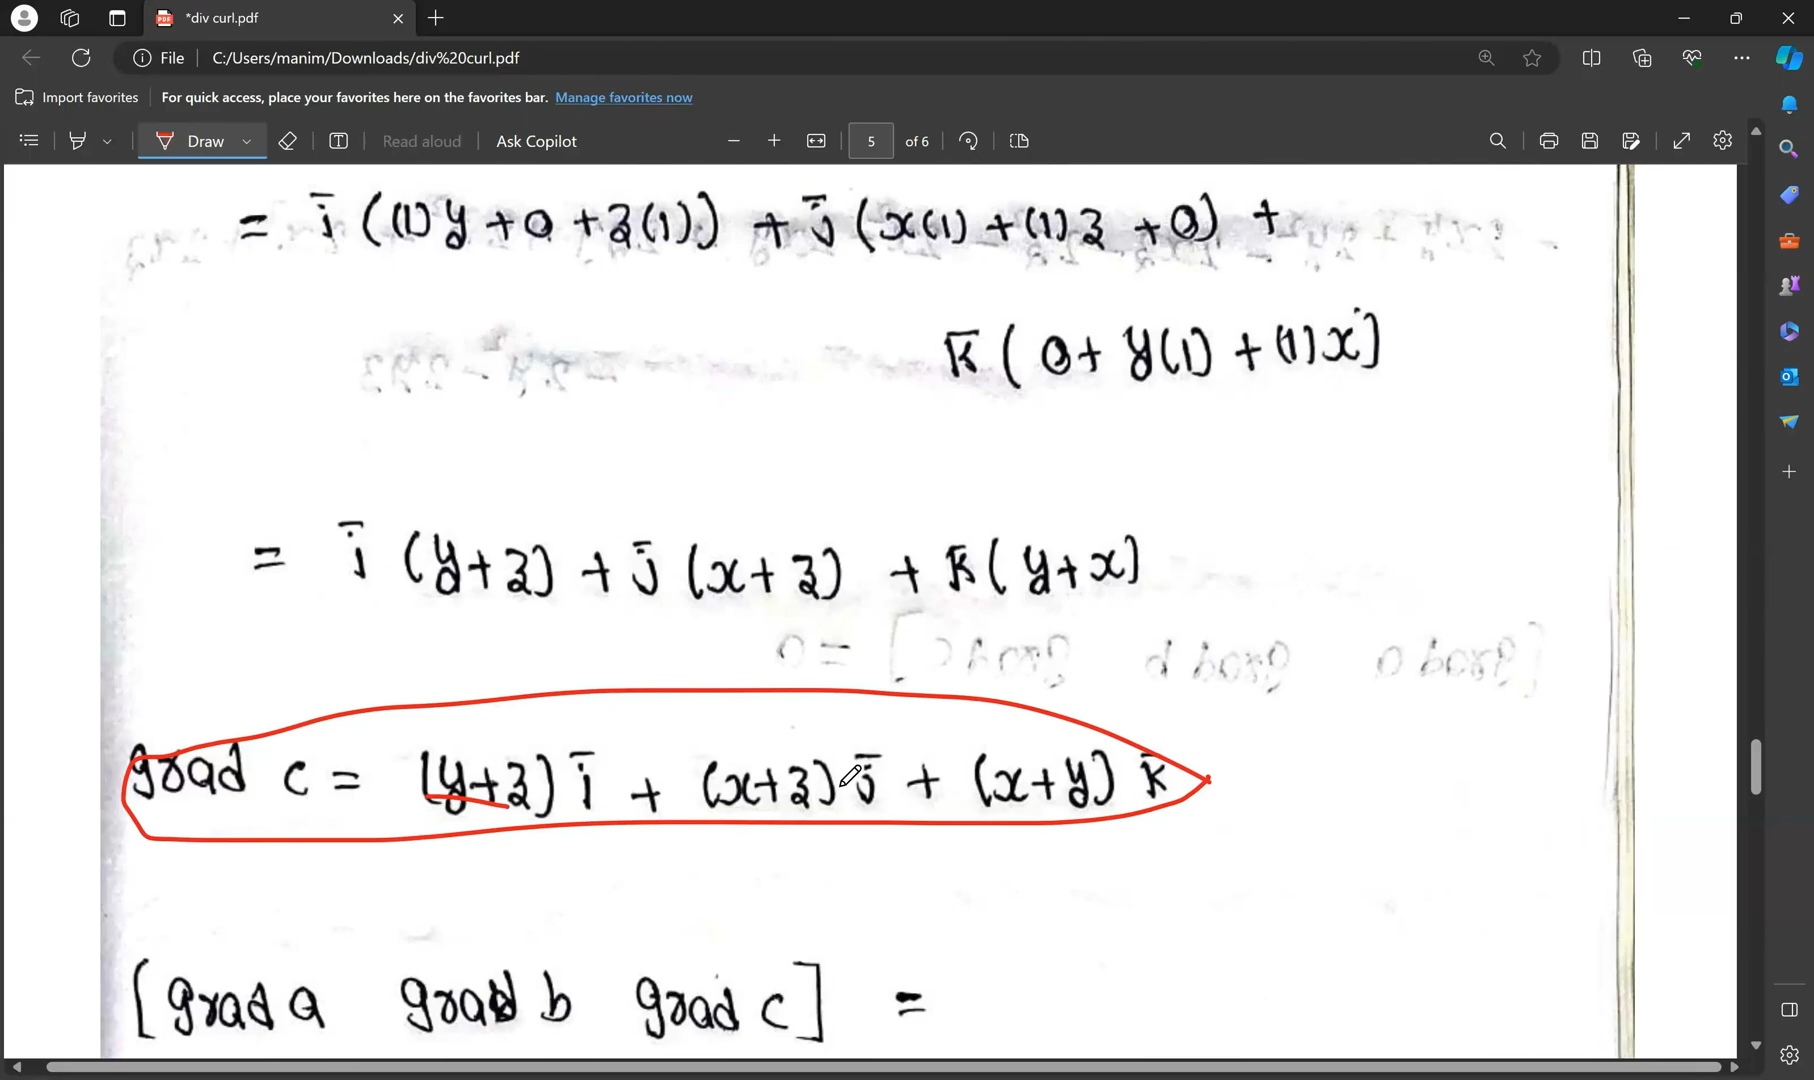 *div curl.pdf
File C:/Users/manim/Downloads/div%20curl.pdf
Import favorites For quick access, place your favorites here on the favorites bar. Manage favorites now
Draw Read aloud Ask Copilot 5 of 6
= i̅ ((1)y + 0 + z(1)) + j̅ (x(1) + (1)z + 0) +
k̅ ( 0 + y(1) + (1)x)
= i̅ (y+z) + j̅ (x+z) + k̅ ( y+x)
grad c = (y+z) i̅ + (x+z) j̅ + (x+y) k̅
[grad a grad b grad c] =